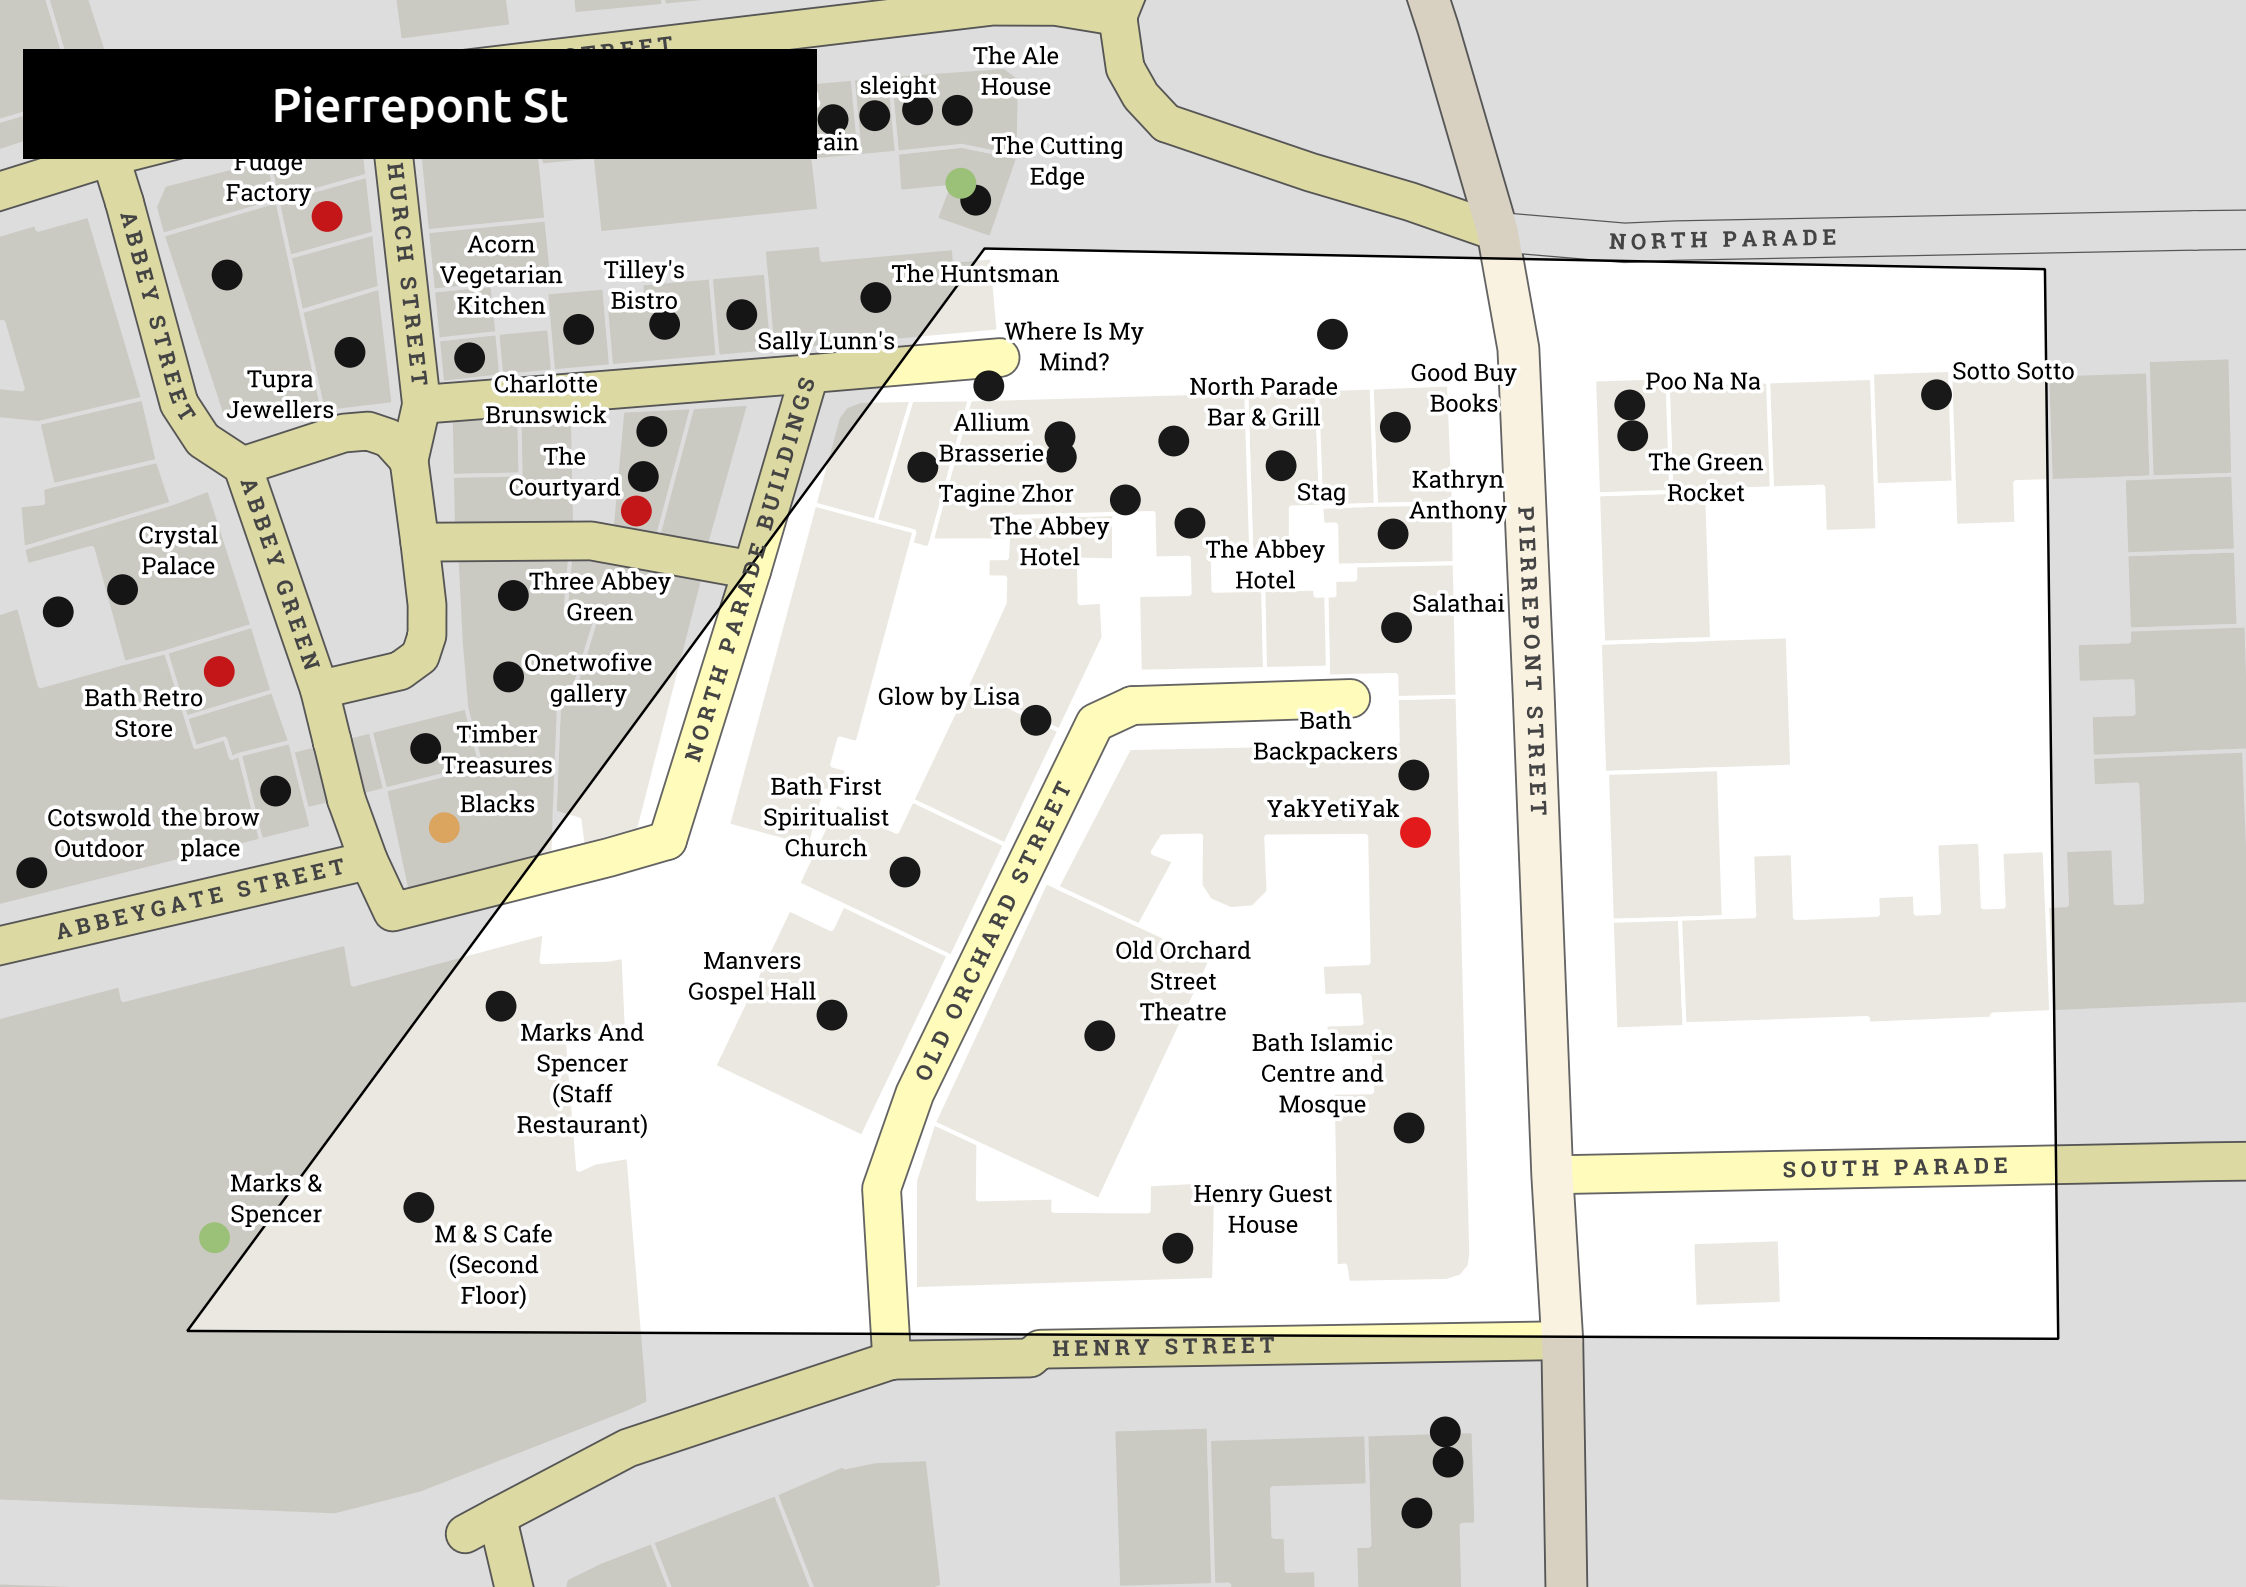 STREET
Pierrepont St
The Ale
House
sleight
rain
The Cutting
Edge
Fudge
Factory
HURCH STREET
ABBEY STREET
NORTH PARADE
Acorn
Vegetarian
Kitchen
Tilley's
Bistro
The Huntsman
Sally Lunn's
Where Is My
Mind?
Tupra
Jewellers
Charlotte
Brunswick
North Parade
Bar & Grill
Good Buy
Books
Poo Na Na
Sotto Sotto
Allium
Brasserie
The
Courtyard
Tagine Zhor
Stag
Kathryn
Anthony
The Green
Rocket
The Abbey
Hotel
The Abbey
Hotel
Crystal
Palace
ABBEY GREEN
NORTH PARADE BUILDINGS
PIERREPONT STREET
Three Abbey
Green
Salathai
Onetwofive
gallery
Glow by Lisa
Bath Retro
Store
Timber
Treasures
Bath
Backpackers
Blacks
Bath First
Spiritualist
Church
YakYetiYak
Cotswold
Outdoor
the brow
place
ABBEYGATE STREET
OLD ORCHARD STREET
Manvers
Gospel Hall
Old Orchard
Street
Theatre
Marks And
Spencer
(Staff
Restaurant)
Bath Islamic
Centre and
Mosque
SOUTH PARADE
Marks &
Spencer
Henry Guest
House
M & S Cafe
(Second
Floor)
HENRY STREET